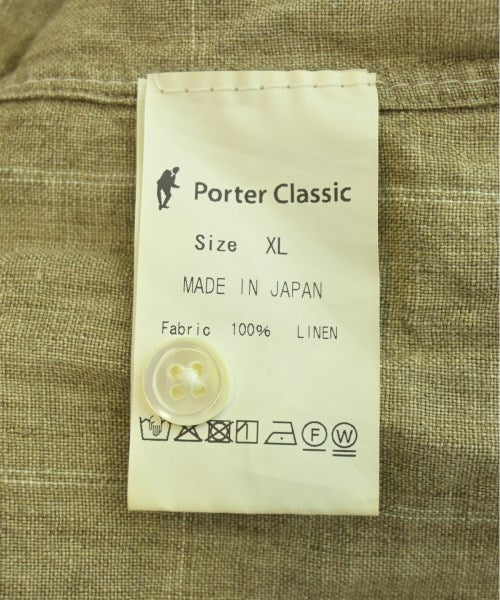 Porter Classic
Size XL
MADE IN JAPAN
Fabric 100% LINEN
F W